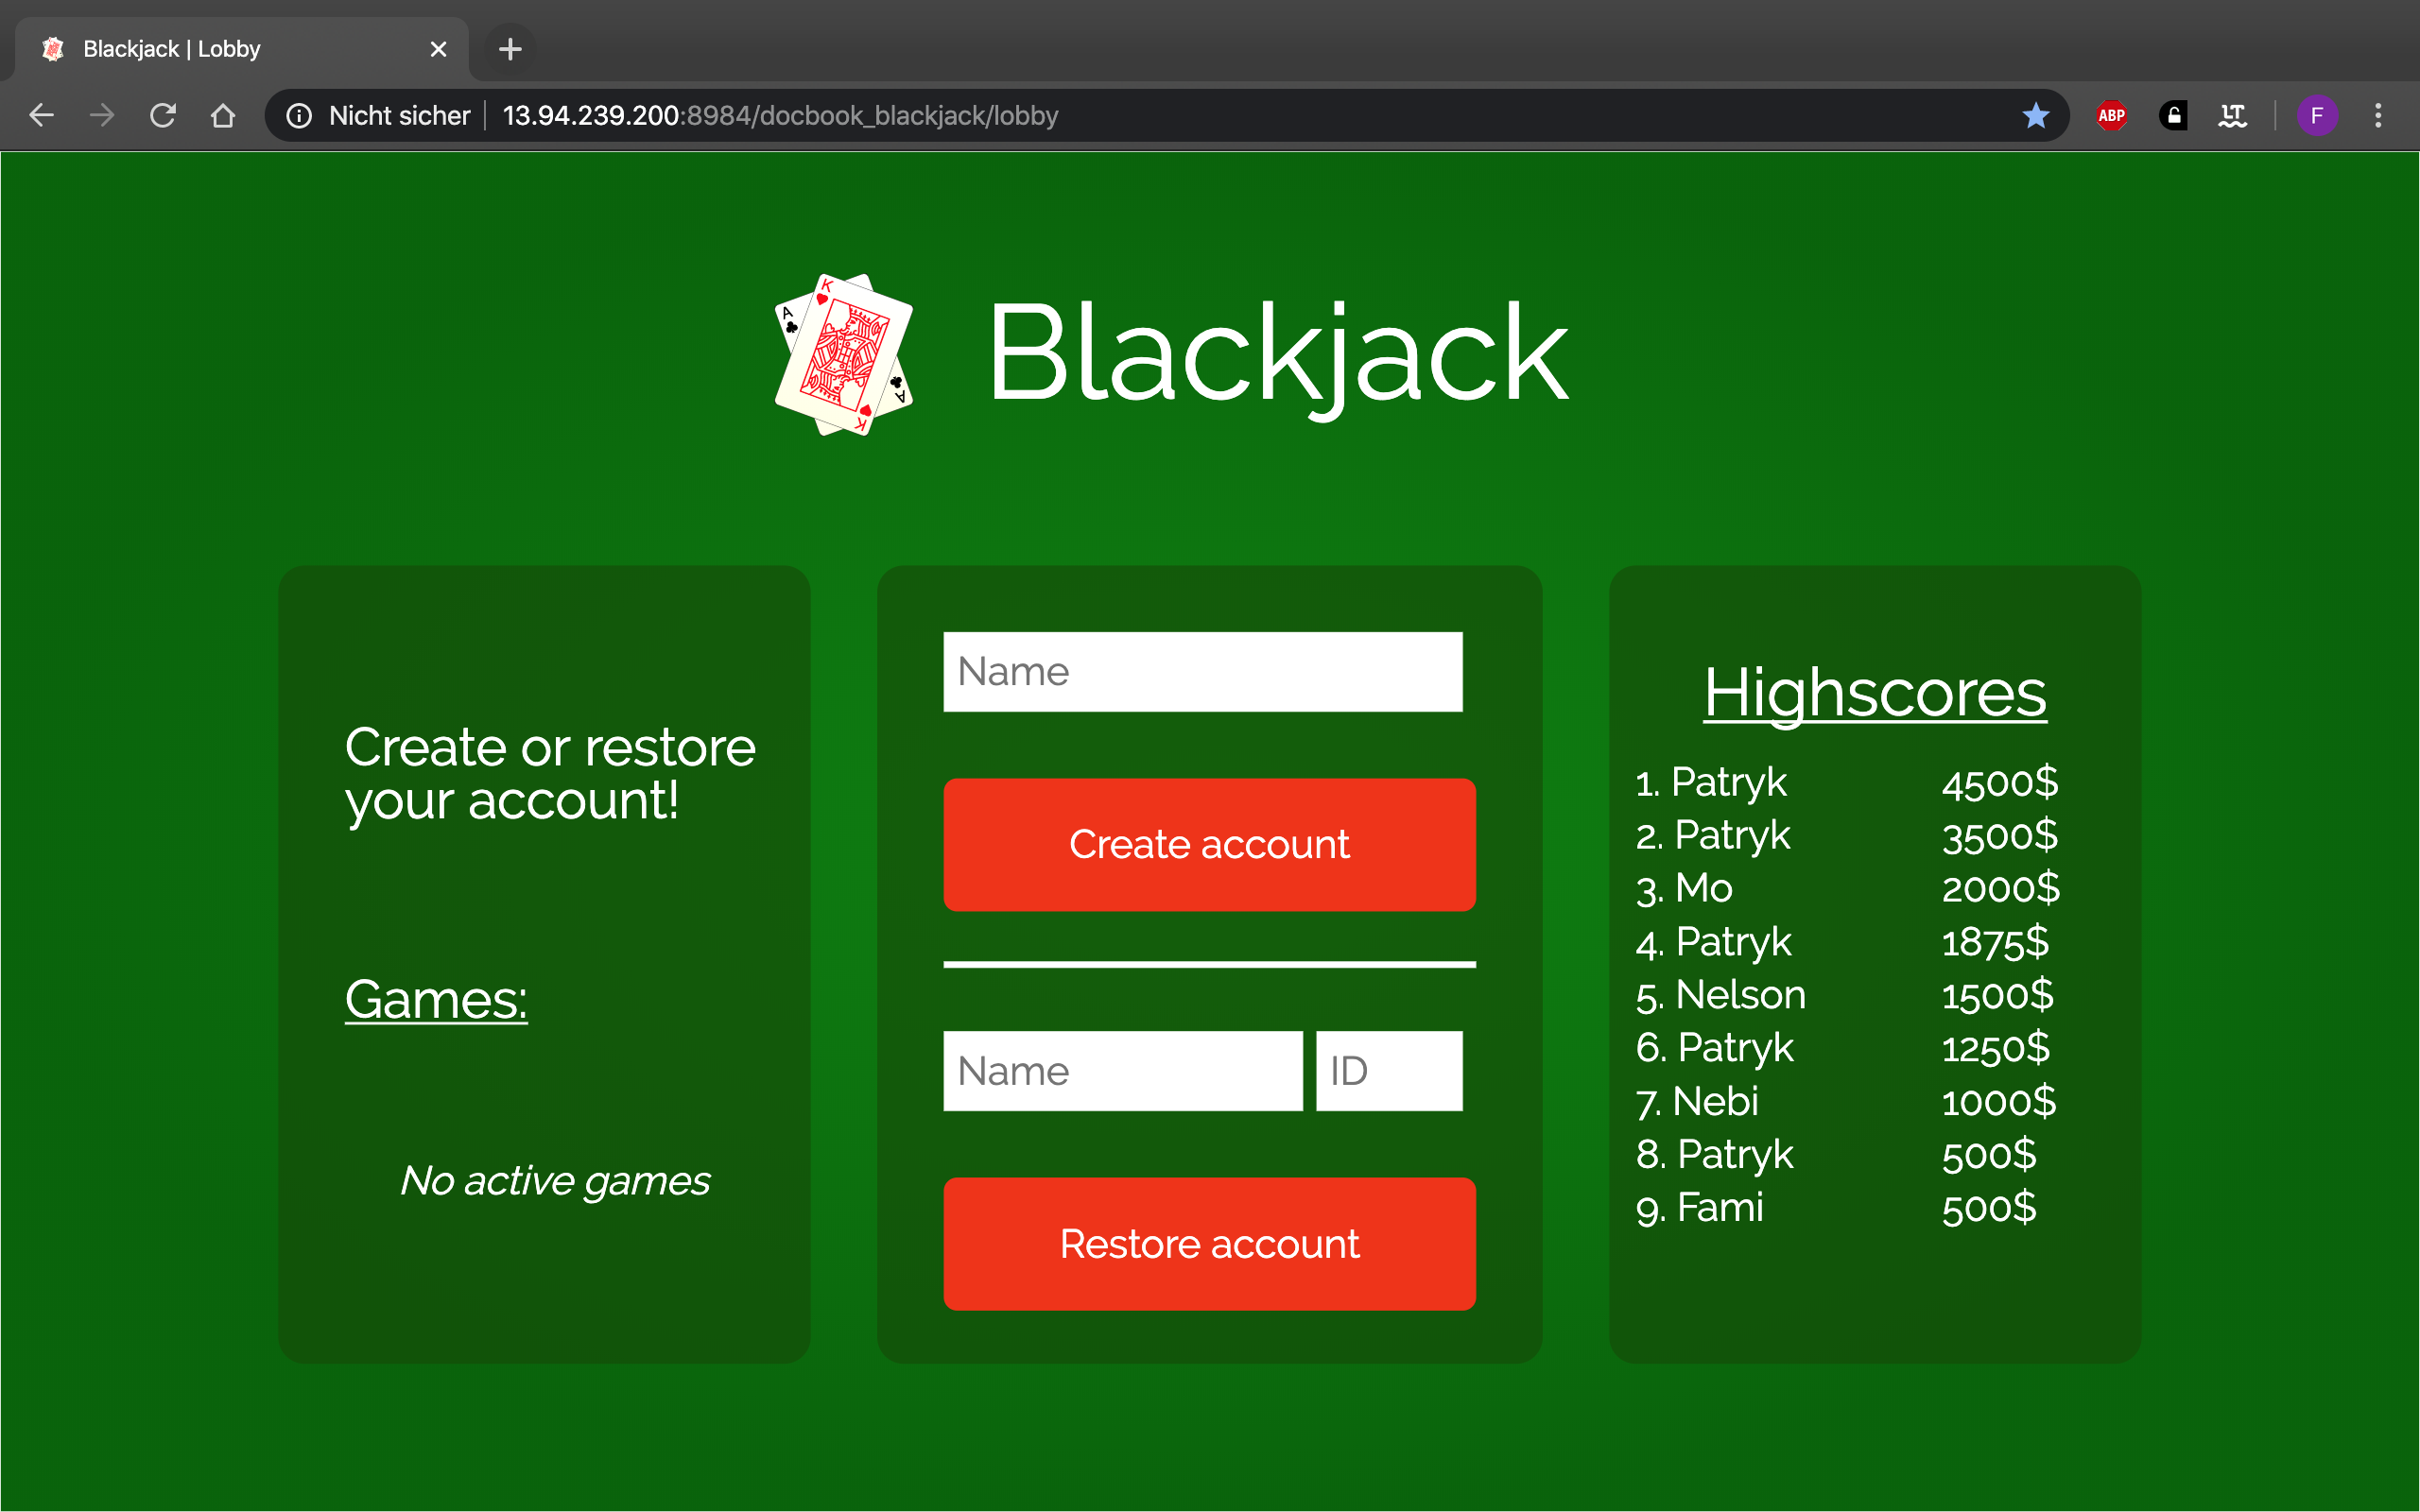 Blackjack | Lobby
Nicht sicher | 13.94.239.200:8984/docbook_blackjack/lobby
ABP
LT
F
K
A
A
K
Blackjack
Create or restore
your account!
Games:
No active games
Name
Create account
Name ID
Restore account
Highscores
1. Patryk 4500$
2. Patryk 3500$
3. Mo 2000$
4. Patryk 1875$
5. Nelson 1500$
6. Patryk 1250$
7. Nebi 1000$
8. Patryk 500$
9. Fami 500$